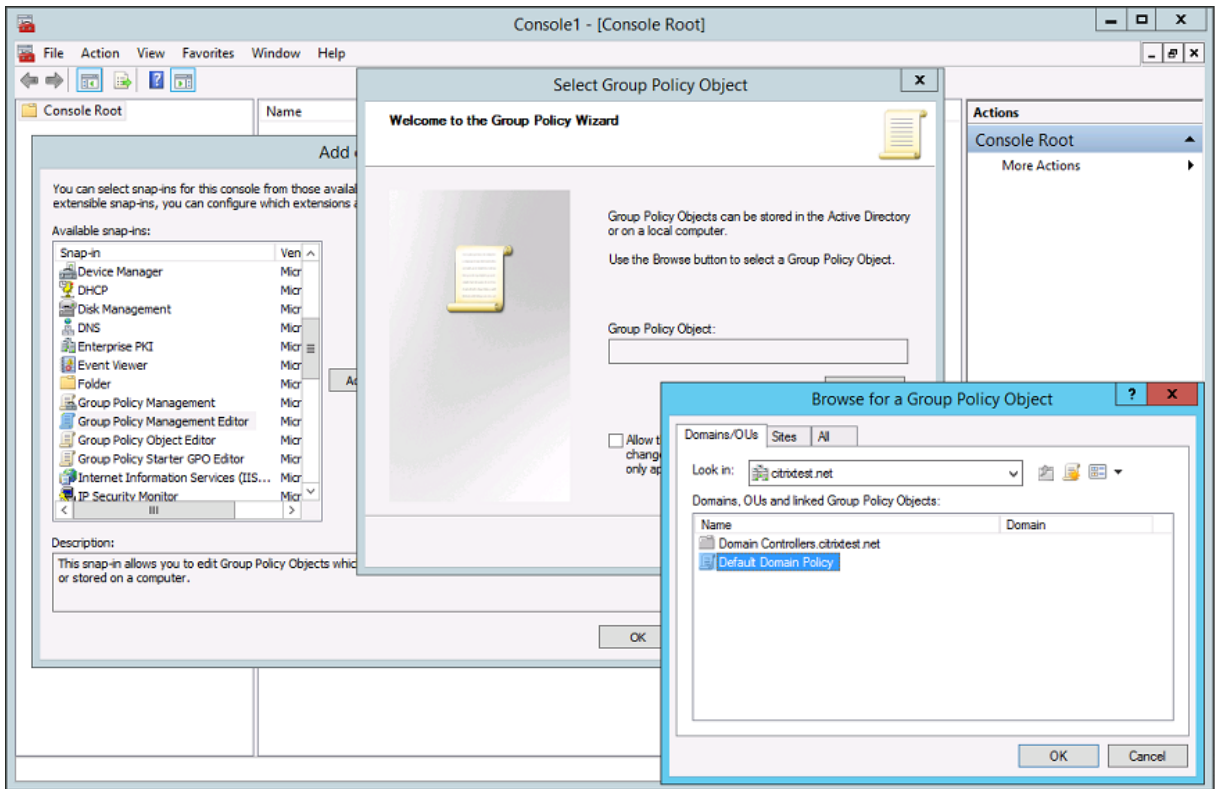 Console1 - [Console Root]
File Action View Favorites Window Help
Console Root
Name
Actions
Console Root
More Actions
Add
You can select snap-ins for this console from those availa
extensible snap-ins, you can configure which extensions a
Available snap-ins:
Snap-in Ven
Device Manager Micr
DHCP Micr
Disk Management Micr
DNS Micr
Enterprise PKI Micr
Event Viewer Micr
Folder Micr
Group Policy Management Micr
Group Policy Management Editor Micr
Group Policy Object Editor Micr
Group Policy Starter GPO Editor Micr
Internet Information Services (IIS... Micr
IP Security Monitor Micr
Ad
Description:
This snap-in allows you to edit Group Policy Objects whic
or stored on a computer.
OK
Select Group Policy Object
Welcome to the Group Policy Wizard
Group Policy Objects can be stored in the Active Directory
or on a local computer.
Use the Browse button to select a Group Policy Object.
Group Policy Object:
Allow t
chang
only ap
Browse for a Group Policy Object
Domains/OUs Sites All
Look in: citrixtest.net
Domains, OUs and linked Group Policy Objects:
Name Domain
Domain Controllers.citrixtest.net
Default Domain Policy
OK Cancel